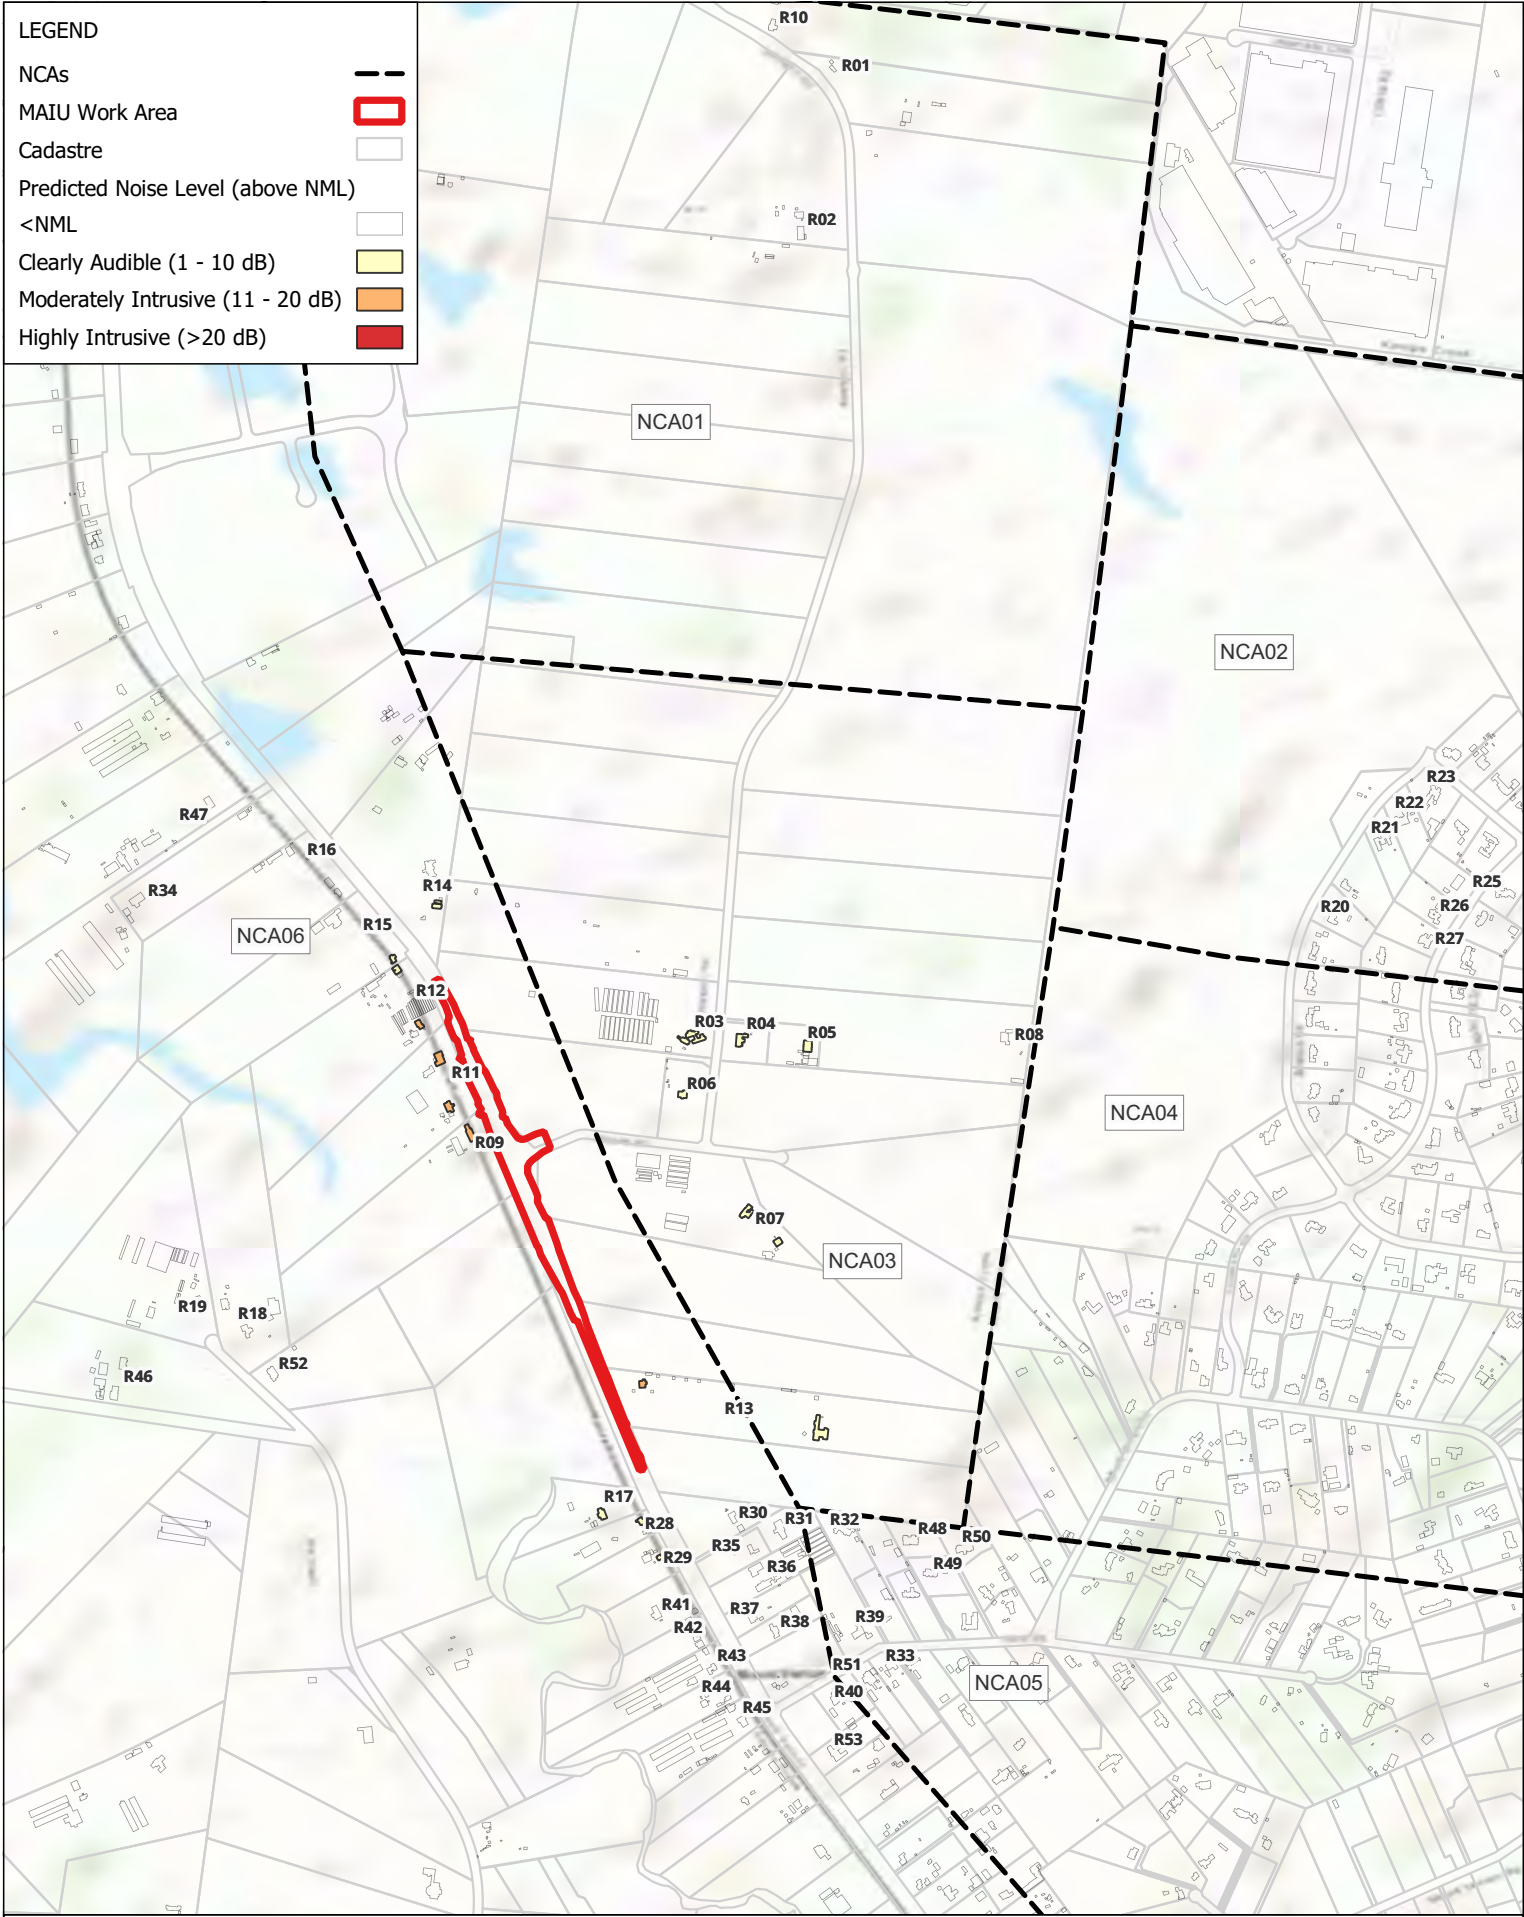 LEGEND
NCAs
MAIU Work Area
Cadastre
Predicted Noise Level (above NML)
<NML
Clearly Audible (1 - 10 dB)
Moderately Intrusive (11 - 20 dB)
Highly Intrusive (>20 dB)
R10
R01
R02
NCA01
NCA02
R23
R22
R21
R47
R16
R34
R14
R25
R26
R20
R27
R15
NCA06
R12
R03
R04
R05
R08
R11
R06
NCA04
R09
R07
NCA03
R19
R18
R52
R46
R13
R17
R28
R30
R31
R32
R48
R50
R29
R35
R36
R49
R41
R37
R38
R39
R42
R43
R51
R33
R44
R40
NCA05
R45
R53